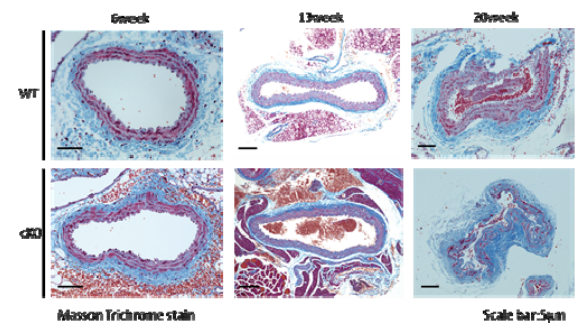 6week 13week 20week
WT
cKO
Masson Trichrome stain Scale bar:5μm